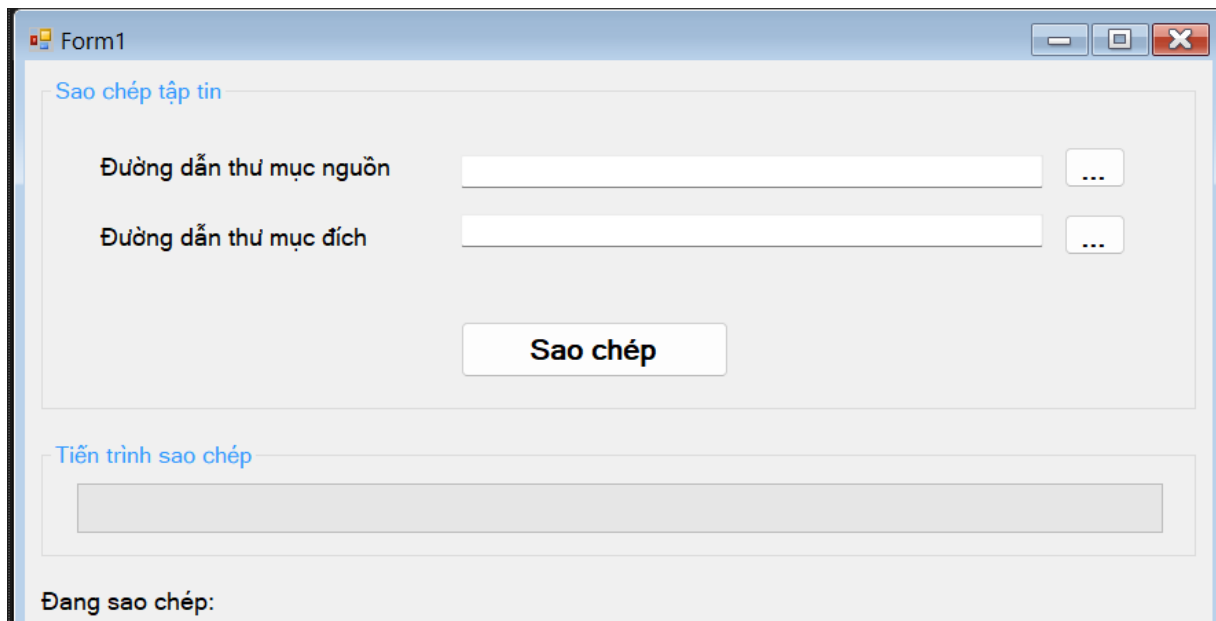 Form1
Sao chép tập tin
Đường dẫn thư mục nguồn
...
Đường dẫn thư mục đích
...
Sao chép
Tiến trình sao chép
Đang sao chép: